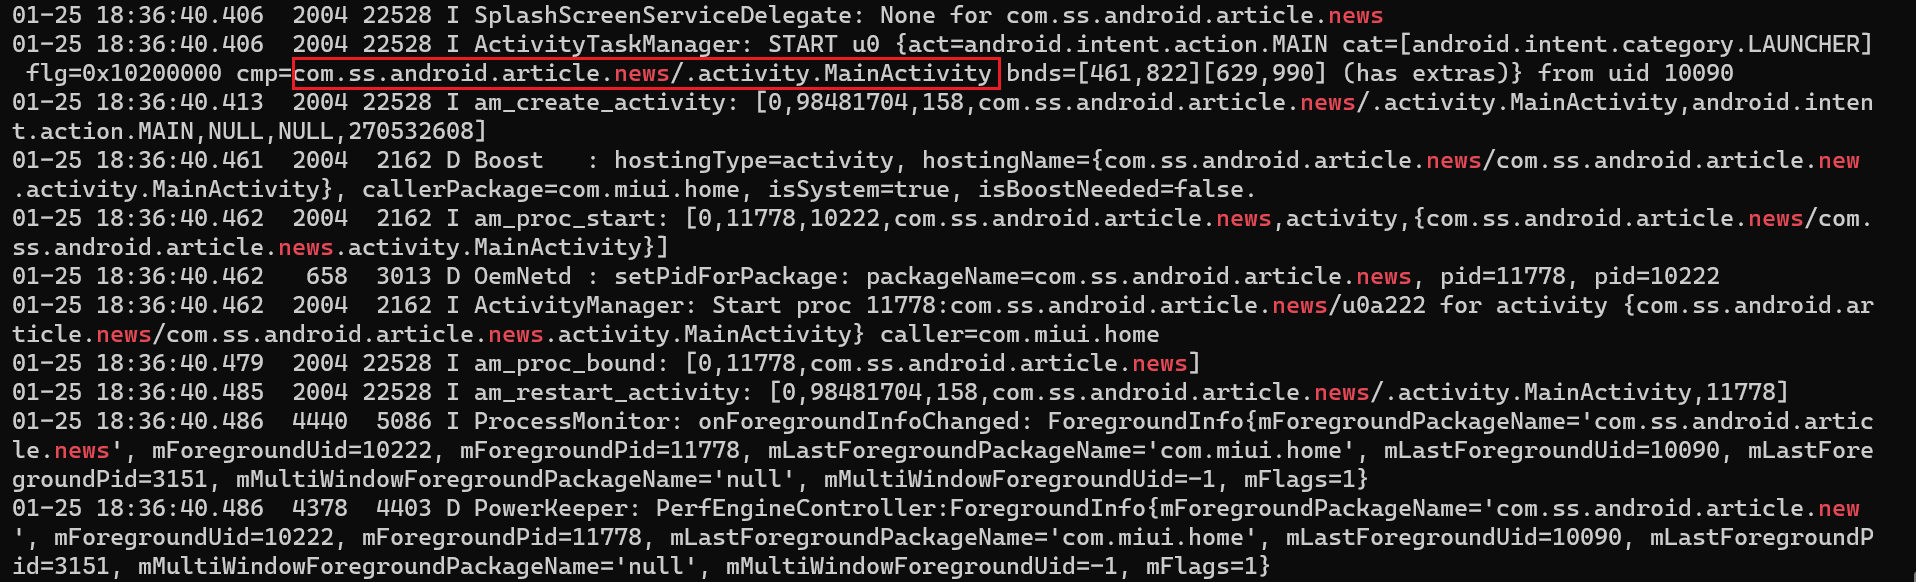 01-25 18:36:40.406  2004 22528 I SplashScreenServiceDelegate: None for com.ss.android.article.news
01-25 18:36:40.406  2004 22528 I ActivityTaskManager: START u0 {act=android.intent.action.MAIN cat=[android.intent.category.LAUNCHER]
 flg=0x10200000 cmp=com.ss.android.article.news/.activity.MainActivity bnds=[461,822][629,990] (has extras)} from uid 10090
01-25 18:36:40.413  2004 22528 I am_create_activity: [0,98481704,158,com.ss.android.article.news/.activity.MainActivity,android.inten
t.action.MAIN,NULL,NULL,270532608]
01-25 18:36:40.461  2004  2162 D Boost   : hostingType=activity, hostingName={com.ss.android.article.news/com.ss.android.article.new
.activity.MainActivity}, callerPackage=com.miui.home, isSystem=true, isBoostNeeded=false.
01-25 18:36:40.462  2004  2162 I am_proc_start: [0,11778,10222,com.ss.android.article.news,activity,{com.ss.android.article.news/com.
ss.android.article.news.activity.MainActivity}]
01-25 18:36:40.462   658  3013 D OemNetd : setPidForPackage: packageName=com.ss.android.article.news, pid=11778, pid=10222
01-25 18:36:40.462  2004  2162 I ActivityManager: Start proc 11778:com.ss.android.article.news/u0a222 for activity {com.ss.android.ar
ticle.news/com.ss.android.article.news.activity.MainActivity} caller=com.miui.home
01-25 18:36:40.479  2004 22528 I am_proc_bound: [0,11778,com.ss.android.article.news]
01-25 18:36:40.485  2004 22528 I am_restart_activity: [0,98481704,158,com.ss.android.article.news/.activity.MainActivity,11778]
01-25 18:36:40.486  4440  5086 I ProcessMonitor: onForegroundInfoChanged: ForegroundInfo{mForegroundPackageName='com.ss.android.artic
le.news', mForegroundUid=10222, mForegroundPid=11778, mLastForegroundPackageName='com.miui.home', mLastForegroundUid=10090, mLastFore
groundPid=3151, mMultiWindowForegroundPackageName='null', mMultiWindowForegroundUid=-1, mFlags=1}
01-25 18:36:40.486  4378  4403 D PowerKeeper: PerfEngineController:ForegroundInfo{mForegroundPackageName='com.ss.android.article.new
', mForegroundUid=10222, mForegroundPid=11778, mLastForegroundPackageName='com.miui.home', mLastForegroundUid=10090, mLastForegroundP
id=3151, mMultiWindowForegroundPackageName='null', mMultiWindowForegroundUid=-1, mFlags=1}